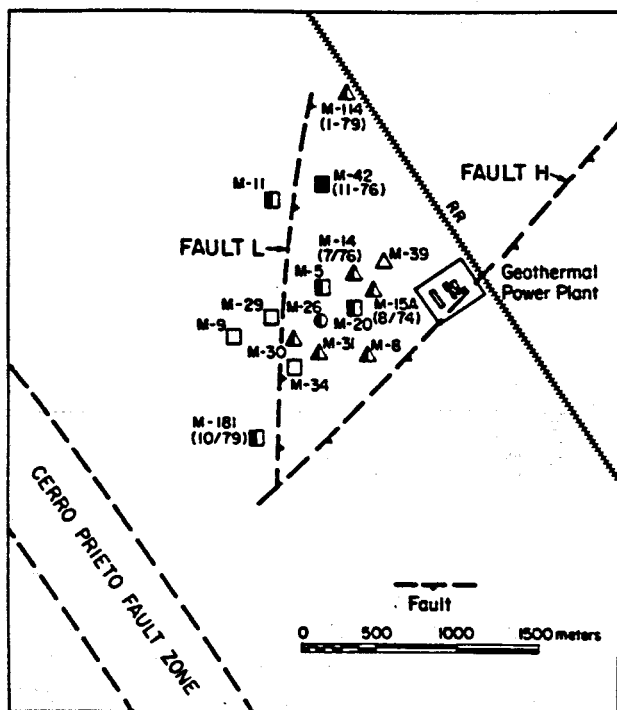 M-114
(1-79)
M-11
M-42
(11-76)
FAULT H
RR
FAULT L
M-14
(7/76)
M-39
M-5
Geothermal
Power Plant
M-29
M-26
M-15A
(8/74)
M-20
M-9
M-30
M-31
M-8
M-34
M-181
(10/79)
CERRO PRIETO FAULT ZONE
Fault
0 500 1000 1500 meters